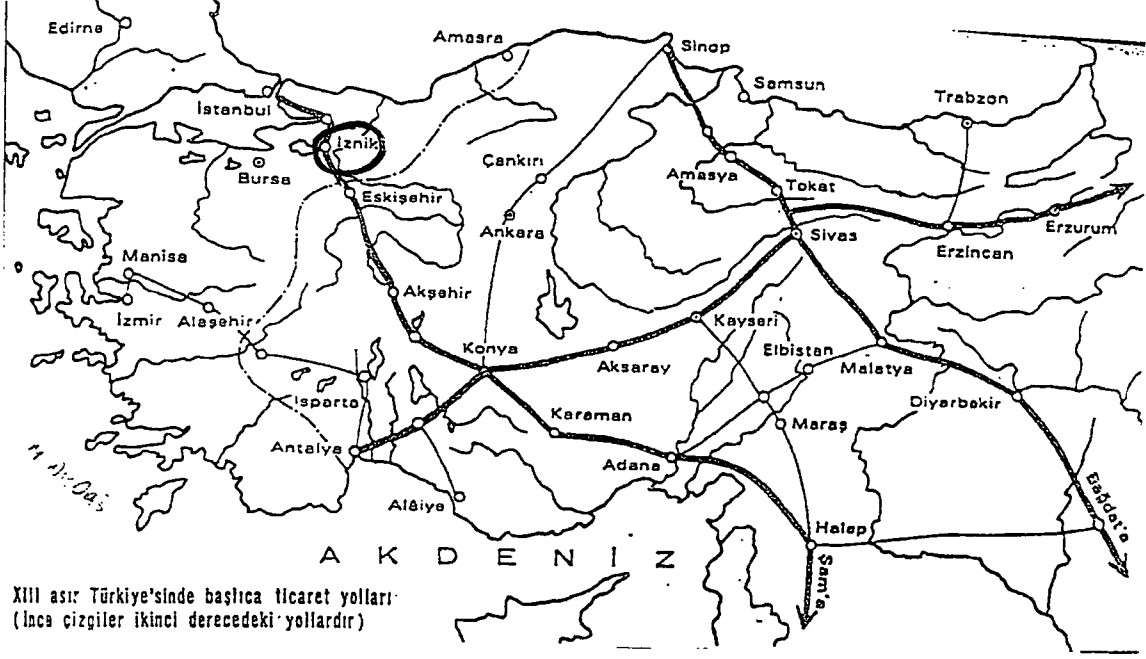 Edirne
Amasra
Sinop
Samsun
Trabzon
İstanbul
İznik
Bursa
Çankırı
Amasya
Tokat
Eskişehir
Ankara
Sivas
Erzincan
Erzurum
Manisa
İzmir
Alaşehir
Akşehir
Konya
Kayseri
Aksaray
Elbistan
Malatya
Diyarbakir
Isparta
Karaman
Maraş
Antalya
Adana
Alâiye
Halep
Bağdat'a
Şam'a
AKDENİZ
XIII asır Türkiye'sinde başlıca ticaret yolları
(İnce çizgiler ikinci derecedeki yollardır)